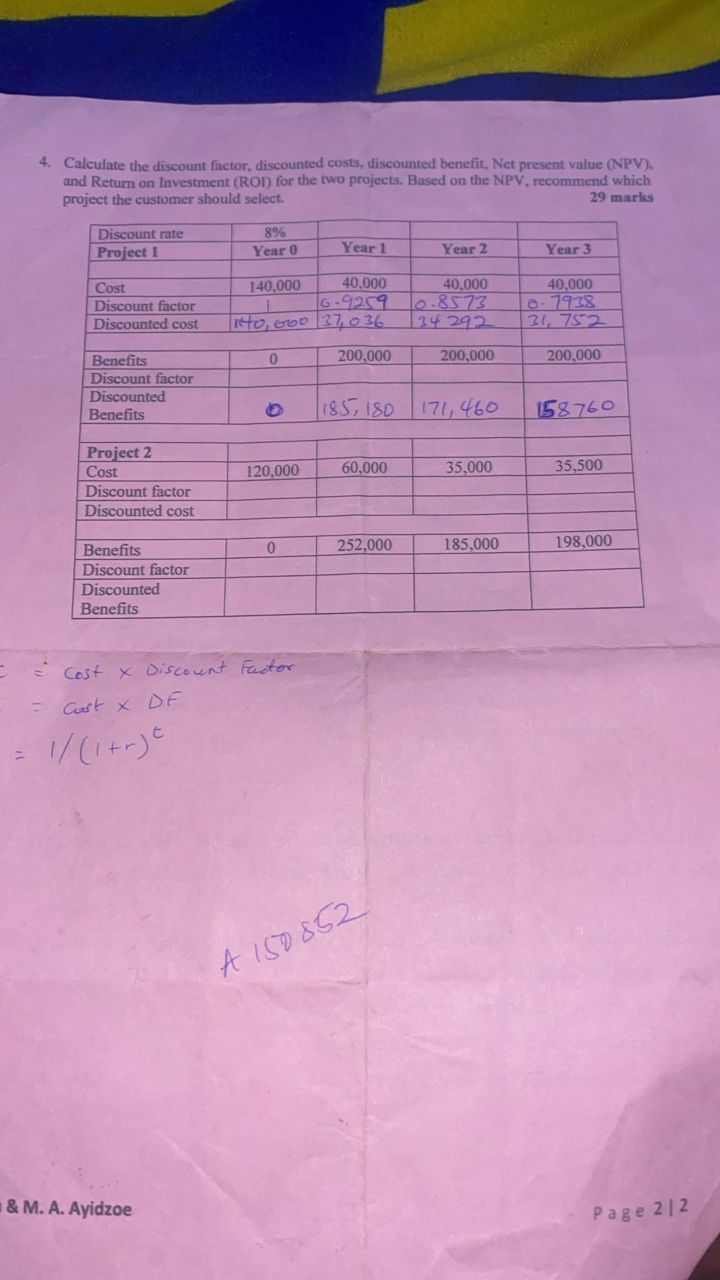 4. Calculate the discount factor, discounted costs, discounted benefit, Net present value (NPV),
and Return on Investment (ROI) for the two projects. Based on the NPV, recommend which
project the customer should select. 29 marks
Discount rate 8%
Project 1 Year 0 Year 1 Year 2 Year 3
Cost 140,000 40,000 40,000 40,000
Discount factor 1 0.9259 0.8573 0.7938
Discounted cost 140,000 37,036 34 292 31,752
Benefits 0 200,000 200,000 200,000
Discount factor
Discounted
Benefits 0 185,180 171,460 158760
Project 2
Cost 120,000 60,000 35,000 35,500
Discount factor
Discounted cost
Benefits 0 252,000 185,000 198,000
Discount factor
Discounted
Benefits
= Cost x Discount Factor
= Cost x DF
= 1/(1+r)^t
A 150852
& M. A. Ayidzoe Page 2|2